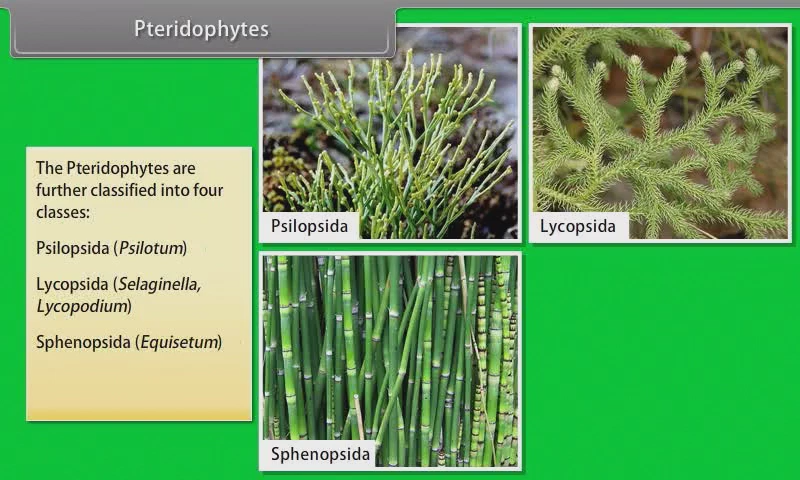 Pteridophytes
The Pteridophytes are
further classified into four
classes:
Psilopsida (Psilotum)
Lycopsida (Selaginella,
Lycopodium)
Sphenopsida (Equisetum)
Psilopsida
Lycopsida
Sphenopsida